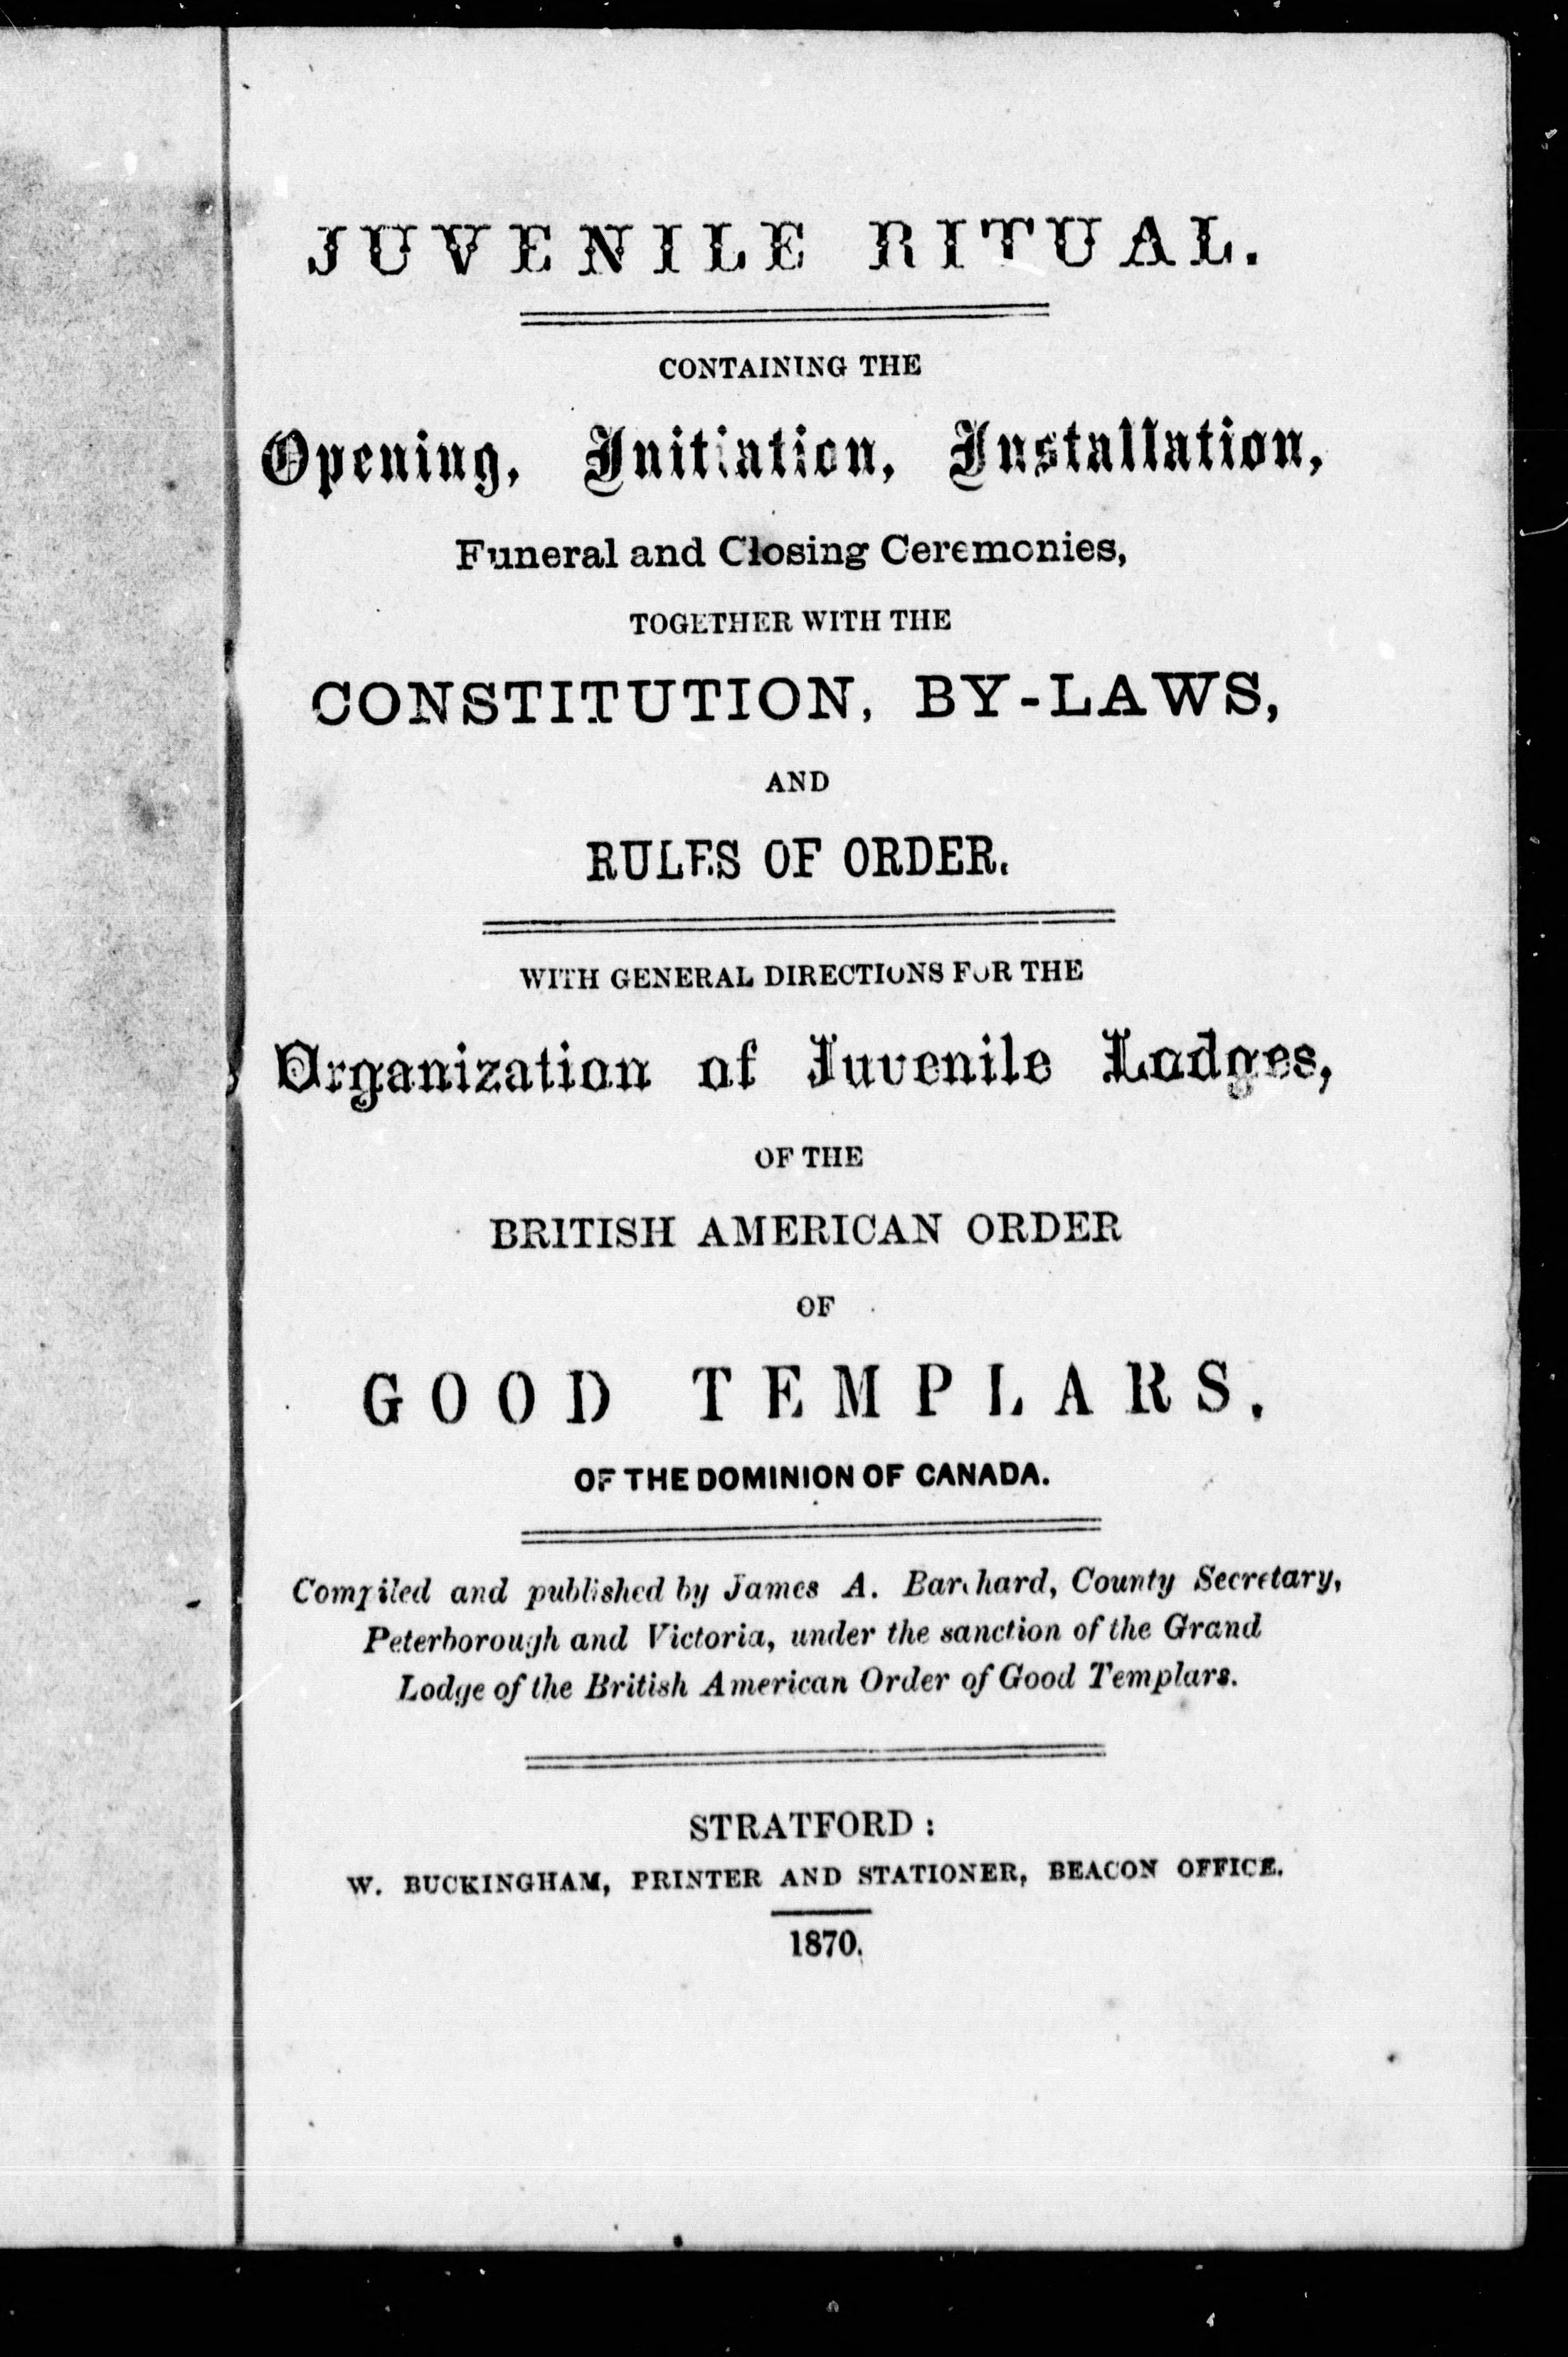 JUVENILE RITUAL.
CONTAINING THE
Opening, Initiation, Installation,
Funeral and Closing Ceremonies,
TOGETHER WITH THE
CONSTITUTION, BY-LAWS,
AND
RULES OF ORDER.
WITH GENERAL DIRECTIONS FOR THE
Organization of Juvenile Lodges,
OF THE
BRITISH AMERICAN ORDER
OF
GOOD TEMPLARS,
OF THE DOMINION OF CANADA.
Compiled and published by James A. Barchard, County Secretary,
Peterborough and Victoria, under the sanction of the Grand
Lodge of the British American Order of Good Templars.
STRATFORD:
W. BUCKINGHAM, PRINTER AND STATIONER, BEACON OFFICE.
1870.